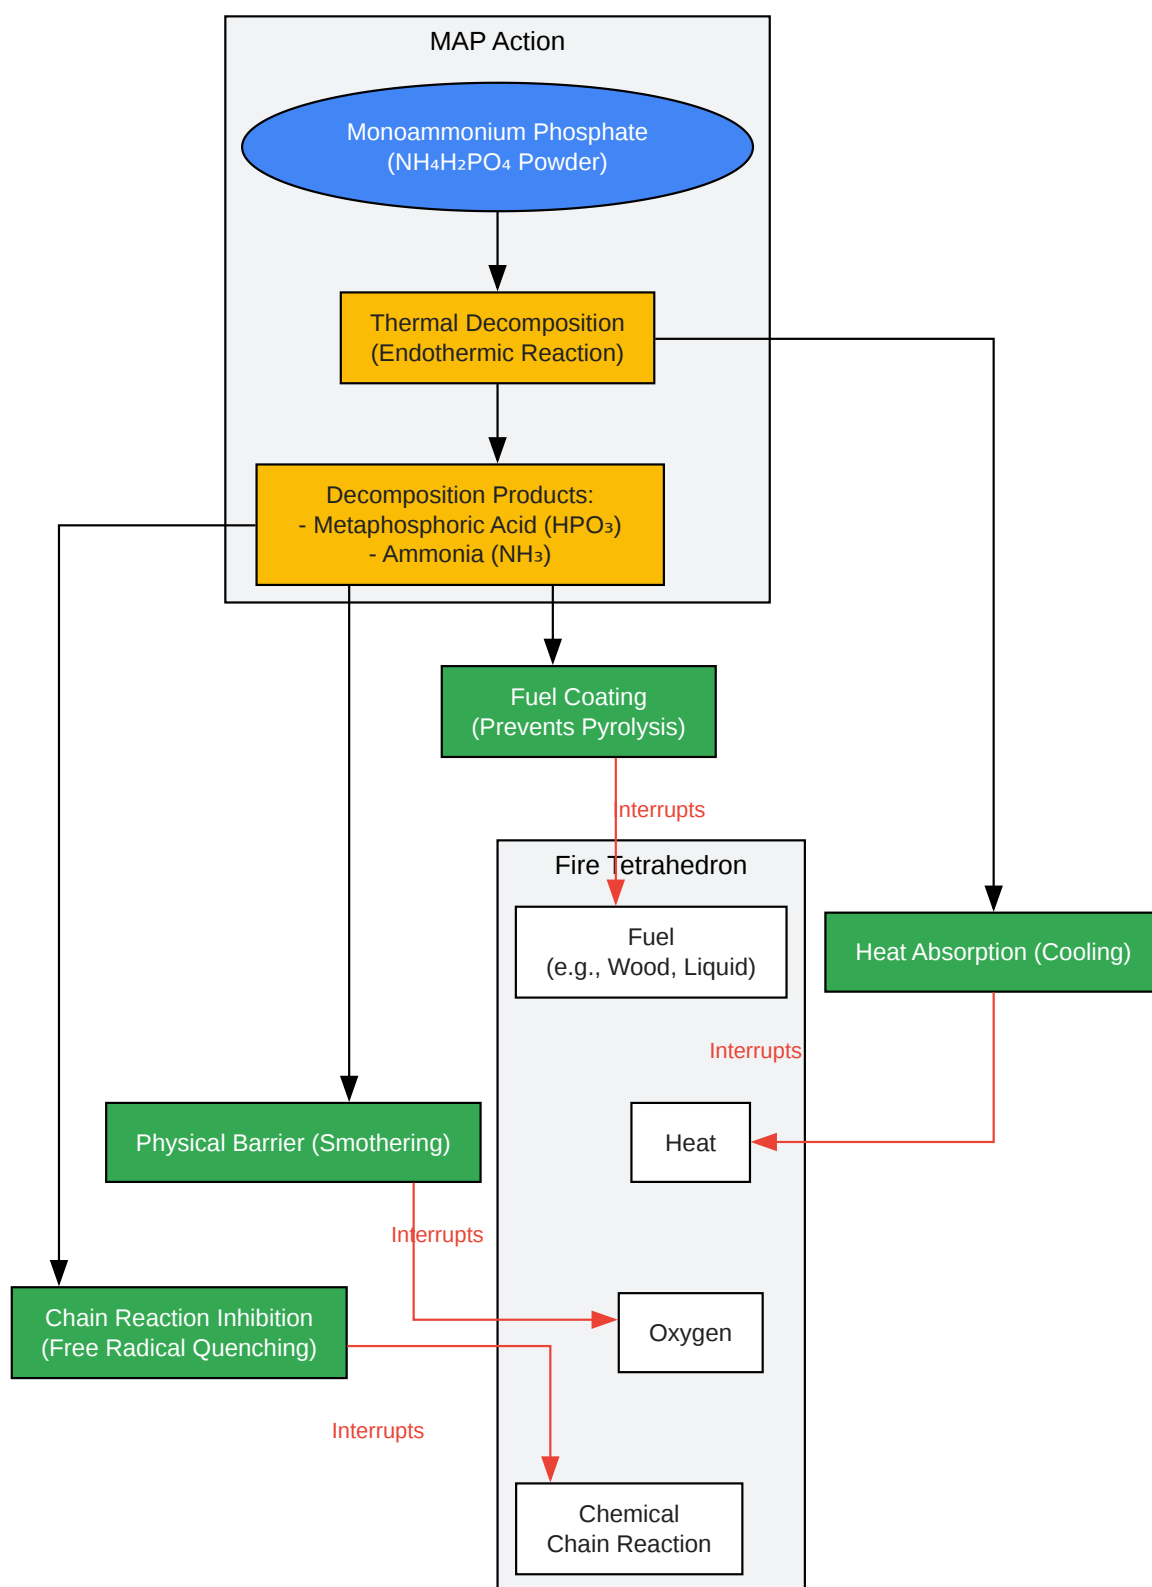 MAP Action
Monoammonium Phosphate
(NH₄H₂PO₄ Powder)
Thermal Decomposition
(Endothermic Reaction)
Decomposition Products:
- Metaphosphoric Acid (HPO₃)
- Ammonia (NH₃)
Fuel Coating
(Prevents Pyrolysis)
Interrupts
Fire Tetrahedron
Fuel
(e.g., Wood, Liquid)
Heat Absorption (Cooling)
Interrupts
Physical Barrier (Smothering)
Heat
Interrupts
Chain Reaction Inhibition
(Free Radical Quenching)
Oxygen
Interrupts
Chemical
Chain Reaction